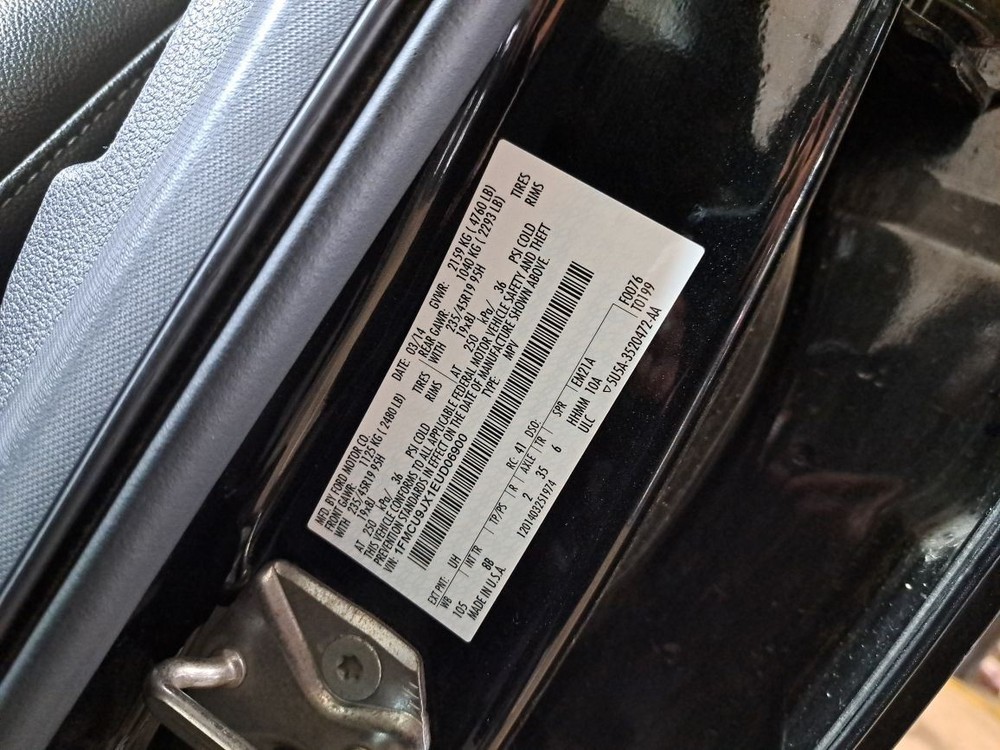 MFD. BY FORD MOTOR CO.
DATE: 03/14 GVWR: 2159 KG ( 4760 LB)
FRONT GAWR: 1125 KG ( 2480 LB) REAR GAWR: 1040 KG ( 2293 LB)
WITH 235/45R19 95H TIRES WITH 235/45R19 95H TIRES
19x8J RIMS 19x8J RIMS
AT 250 kPa/ 36 PSI COLD AT 250 kPa/ 36 PSI COLD
THIS VEHICLE CONFORMS TO ALL APPLICABLE FEDERAL MOTOR VEHICLE SAFETY AND THEFT
PREVENTION STANDARDS IN EFFECT ON THE DATE OF MANUFACTURE SHOWN ABOVE.
VIN: 1FMCU9JX1EUD06900 TYPE: MPV
EXT PNT: UH RC: 41 DSO: F0076
WB INT TR TP/PS R AXLE TR SPR EM21A T0199
105 8B 2 35 6 HHMM 10A
MADE IN U.S.A. 1201403251974 ULC ▽5USA-3520472-AA